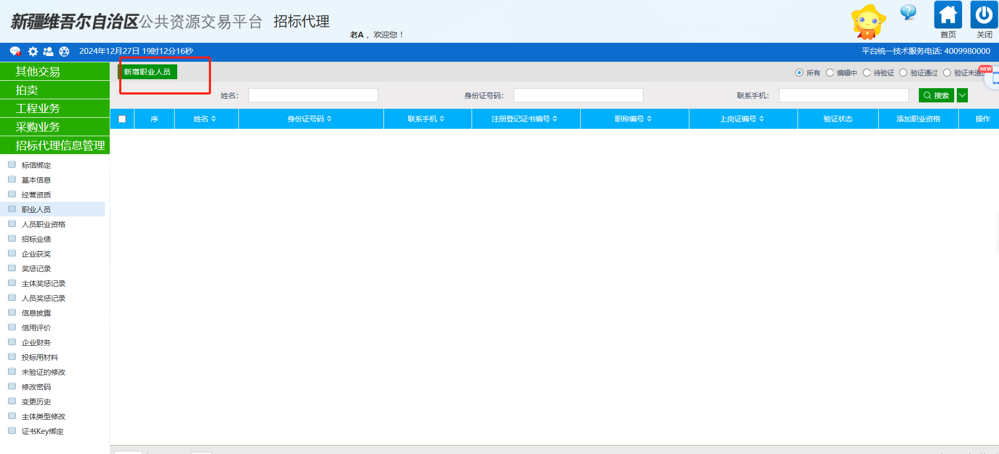 新疆维吾尔自治区公共资源交易平台 招标代理
老A ，欢迎您！
首页 关闭
2024年12月27日 19时12分16秒 平台统一技术服务电话: 4009980000
其他交易
拍卖
工程业务
采购业务
招标代理信息管理
标信绑定
基本信息
经营资质
职业人员
人员职业资格
招标业绩
企业获奖
奖惩记录
主体奖惩记录
人员奖惩记录
信息披露
信用评价
企业财务
投标用材料
未验证的修改
修改密码
变更历史
主体类型修改
证书Key绑定
新增职业人员 所有 编辑中 待验证 验证通过 验证未通过
NEW
姓名： 身份证号码： 联系手机： 搜索
序 姓名 身份证号码 联系手机 注册登记证书编号 职称编号 上岗证编号 验证状态 添加职业资格 操作